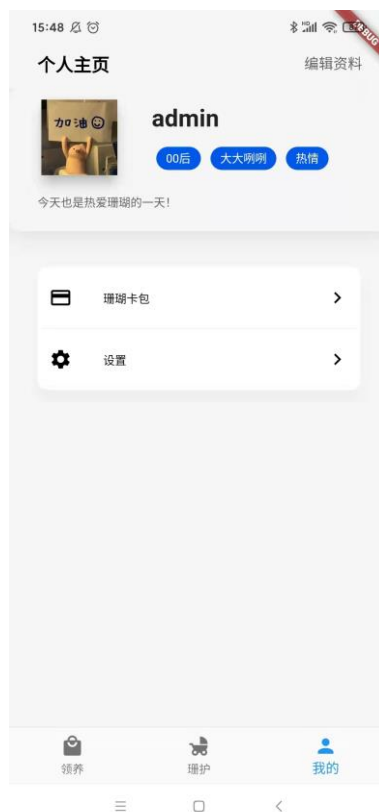 15:48
个人主页 编辑资料
加油
admin
00后 大大咧咧 热情
今天也是热爱珊瑚的一天!
珊瑚卡包
设置
领养 珊护 我的